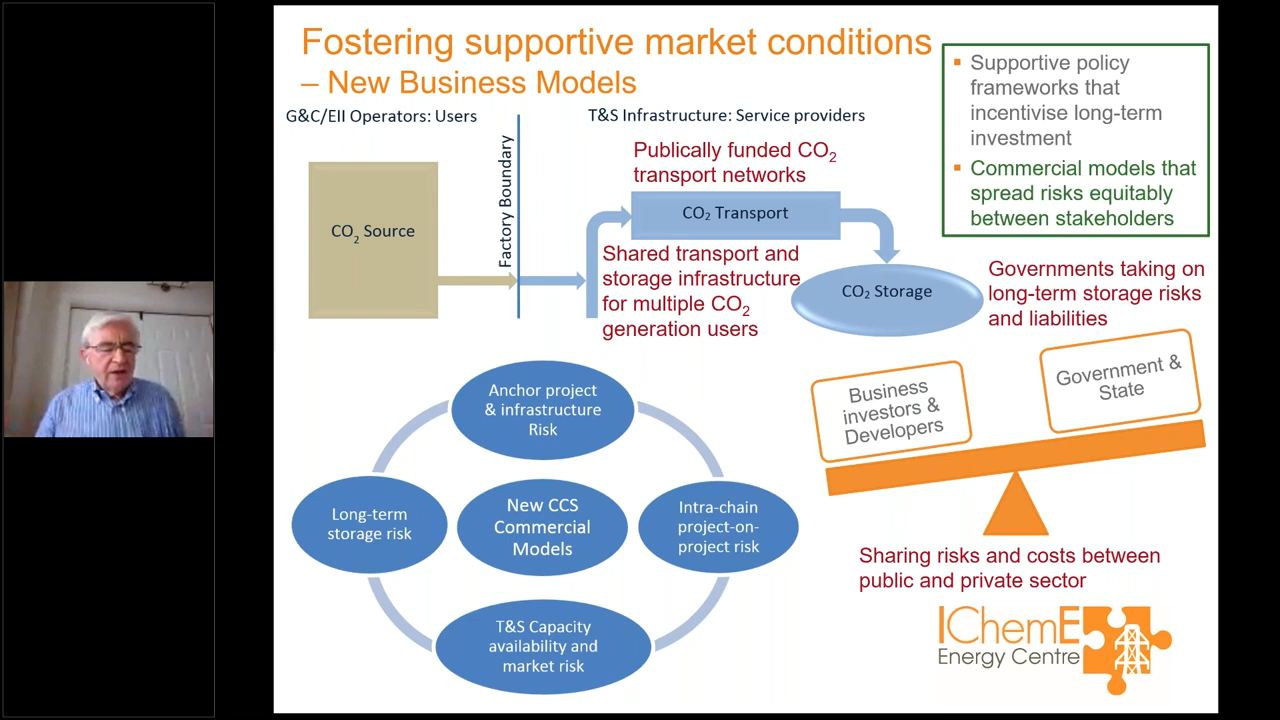 Fostering supportive market conditions
– New Business Models
G&C/EII Operators: Users
T&S Infrastructure: Service providers
Factory Boundary
Publically funded CO2
transport networks
CO2 Source
CO2 Transport
Shared transport and
storage infrastructure
for multiple CO2
generation users
CO2 Storage
▪ Supportive policy
frameworks that
incentivise long-term
investment
▪ Commercial models that
spread risks equitably
between stakeholders
Governments taking on
long-term storage risks
and liabilities
Anchor project
& infrastructure
Risk
Long-term
storage risk
New CCS
Commercial
Models
Intra-chain
project-on-
project risk
T&S Capacity
availability and
market risk
Business
investors &
Developers
Government &
State
Sharing risks and costs between
public and private sector
IChemE
Energy Centre